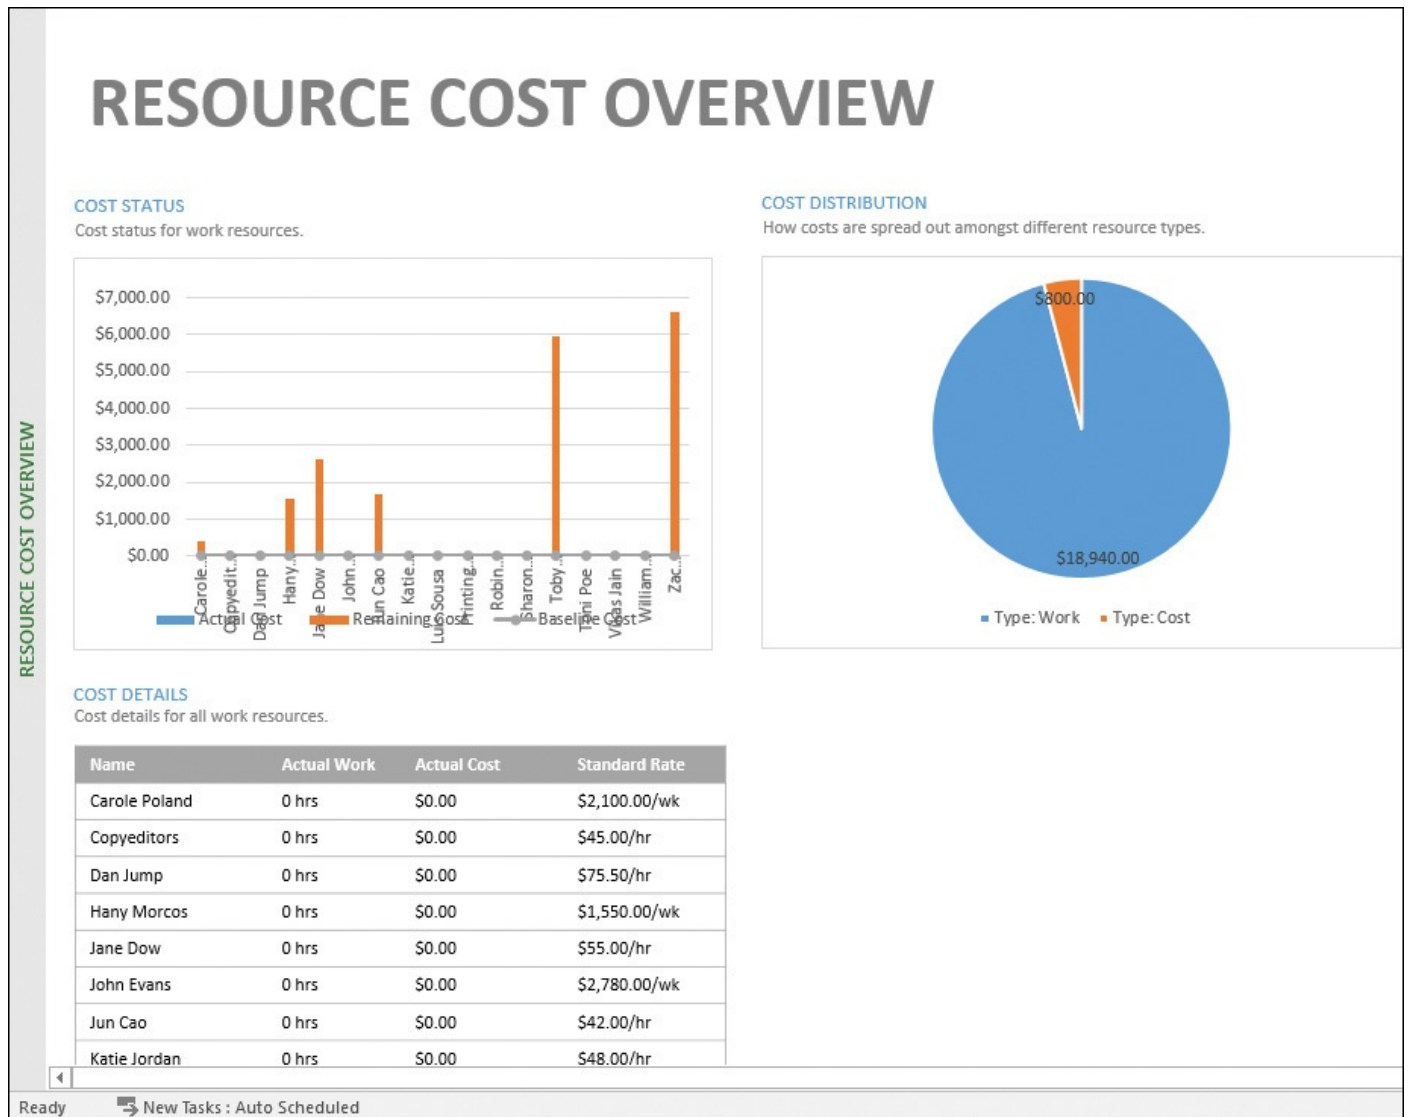 RESOURCE COST OVERVIEW
RESOURCE COST OVERVIEW
COST STATUS
Cost status for work resources.
$7,000.00
$6,000.00
$5,000.00
$4,000.00
$3,000.00
$2,000.00
$1,000.00
$0.00
Carole...
Copyedit...
Dan Jump
Hany...
Jane Dow
John...
Jun Cao
Katie...
Luis Sousa
Printing...
Robin...
Sharon...
Toby...
Toni Poe
Vikas Jain
William...
Zac...
Actual Cost Remaining Cost Baseline Cost
COST DISTRIBUTION
How costs are spread out amongst different resource types.
$800.00
$18,940.00
Type: Work Type: Cost
COST DETAILS
Cost details for all work resources.
Name Actual Work Actual Cost Standard Rate
Carole Poland 0 hrs $0.00 $2,100.00/wk
Copyeditors 0 hrs $0.00 $45.00/hr
Dan Jump 0 hrs $0.00 $75.50/hr
Hany Morcos 0 hrs $0.00 $1,550.00/wk
Jane Dow 0 hrs $0.00 $55.00/hr
John Evans 0 hrs $0.00 $2,780.00/wk
Jun Cao 0 hrs $0.00 $42.00/hr
Katie Jordan 0 hrs $0.00 $48.00/hr
Ready New Tasks : Auto Scheduled